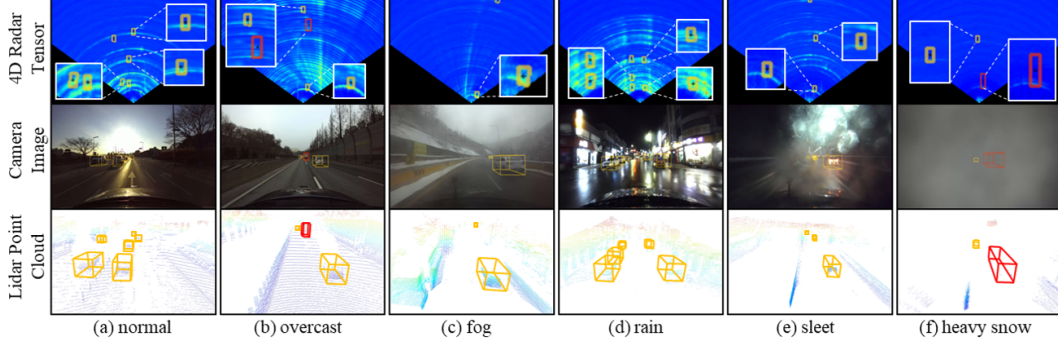 4D Radar
Tensor
Camera
Image
Lidar Point
Cloud
(a) normal
(b) overcast
(c) fog
(d) rain
(e) sleet
(f) heavy snow